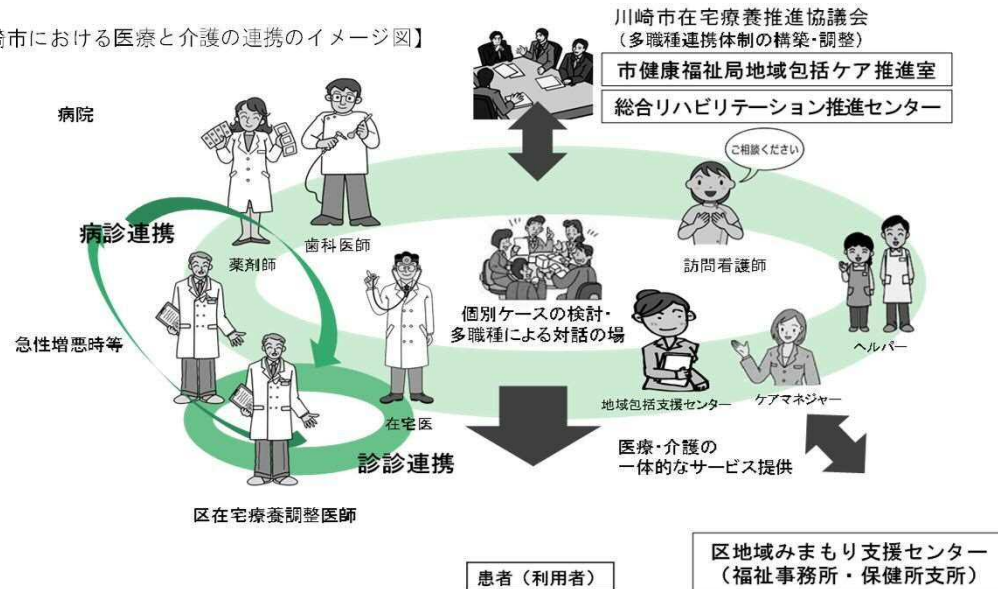 市における医療と介護の連携のイメージ図】
川崎市在宅療養推進協議会
（多職種連携体制の構築・調整）
市健康福祉局地域包括ケア推進室
総合リハビリテーション推進センター
病院
ご相談ください
病診連携
薬剤師
歯科医師
訪問看護師
個別ケースの検討・
多職種による対話の場
急性増悪時等
ヘルパー
在宅医
地域包括支援センター
ケアマネジャー
診診連携
医療・介護の
一体的なサービス提供
区在宅療養調整医師
患者（利用者）
区地域みまもり支援センター
（福祉事務所・保健所支所）